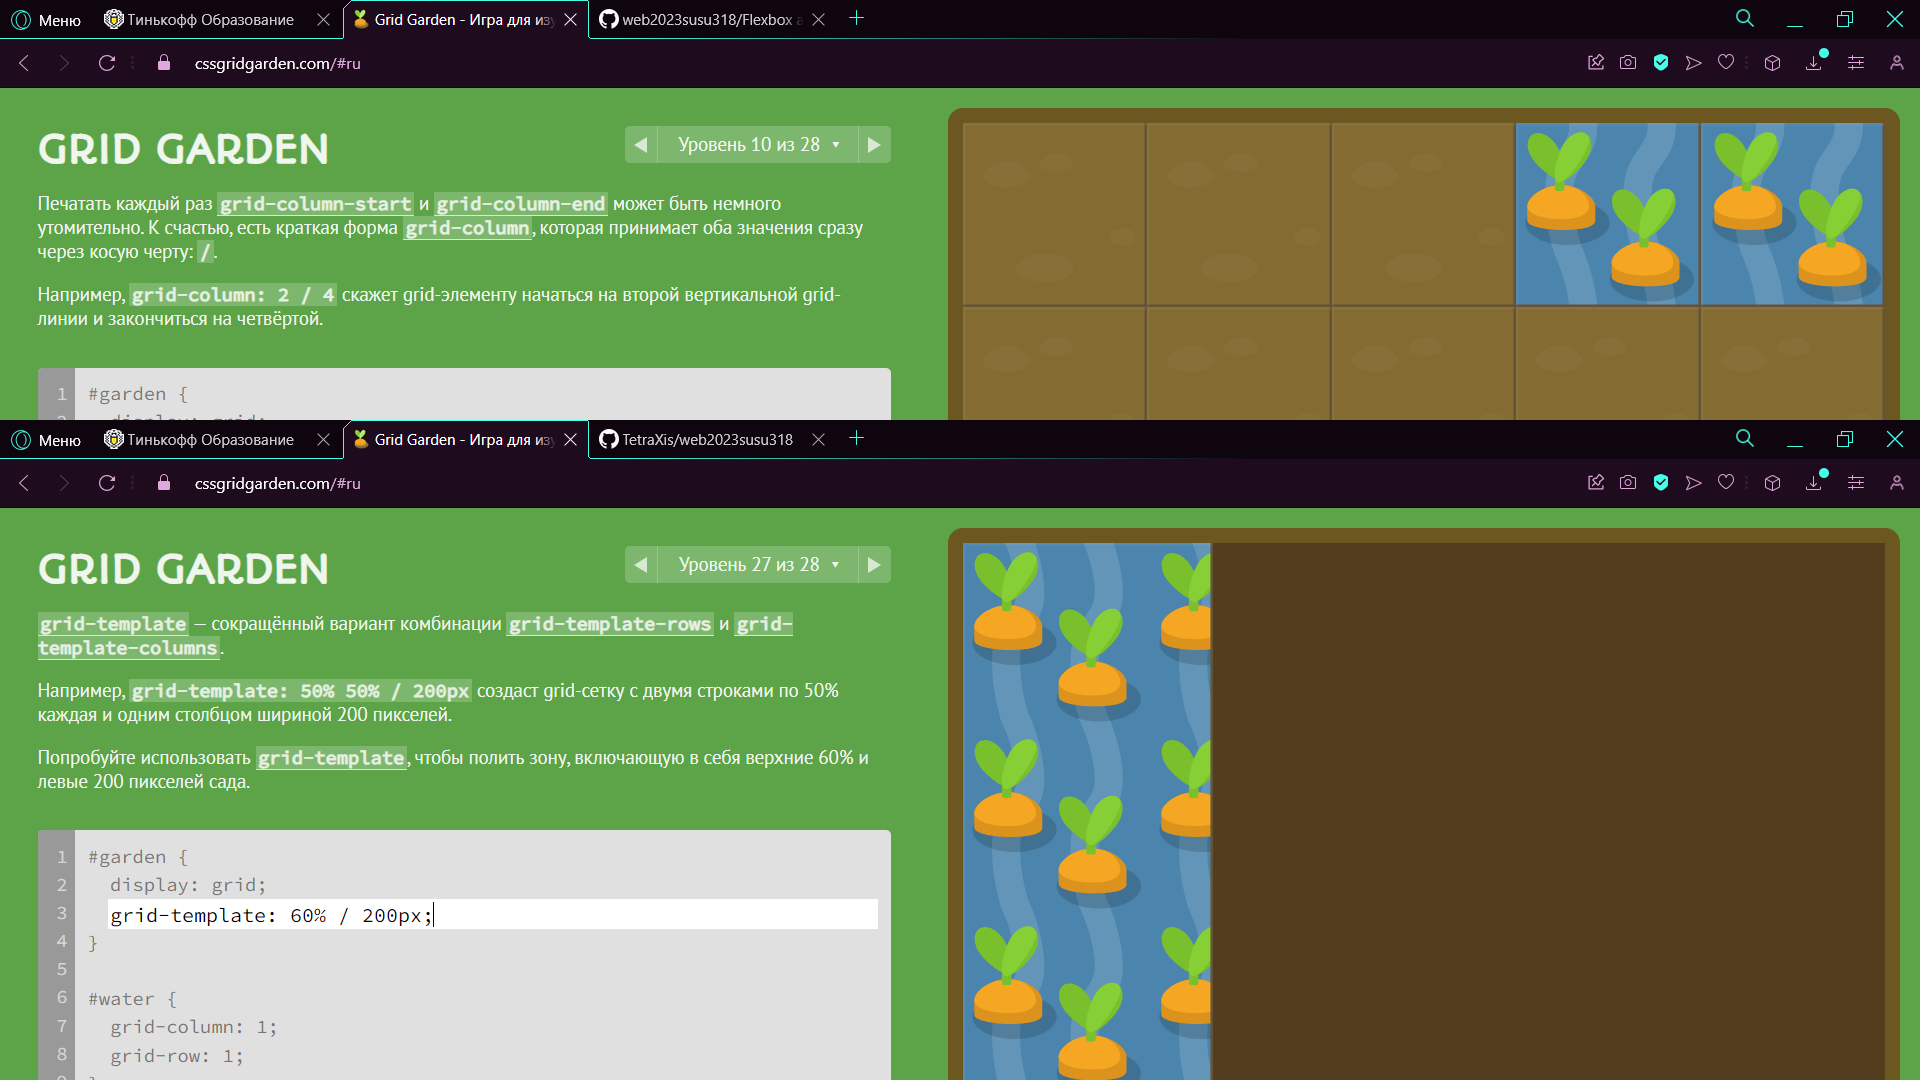 Меню
Тинькофф Образование
Grid Garden - Игра для из
web2023susu318/Flexbox a
cssgridgarden.com/#ru
GRID GARDEN
Уровень 10 из 28
Печатать каждый раз grid-column-start и grid-column-end может быть немного
утомительно. К счастью, есть краткая форма grid-column, которая принимает оба значения сразу
через косую черту: /.
Например, grid-column: 2 / 4 скажет grid-элементу начаться на второй вертикальной grid-
линии и закончиться на четвёртой.
1 #garden {
2 display: grid;
Меню
Тинькофф Образование
Grid Garden - Игра для из
TetraXis/web2023susu318
cssgridgarden.com/#ru
GRID GARDEN
Уровень 27 из 28
grid-template — сокращённый вариант комбинации grid-template-rows и grid-
template-columns.
Например, grid-template: 50% 50% / 200px создаст grid-сетку с двумя строками по 50%
каждая и одним столбцом шириной 200 пикселей.
Попробуйте использовать grid-template, чтобы полить зону, включающую в себя верхние 60% и
левые 200 пикселей сада.
1 #garden {
2 display: grid;
3 grid-template: 60% / 200px;
4 }
5
6 #water {
7 grid-column: 1;
8 grid-row: 1;
9 }